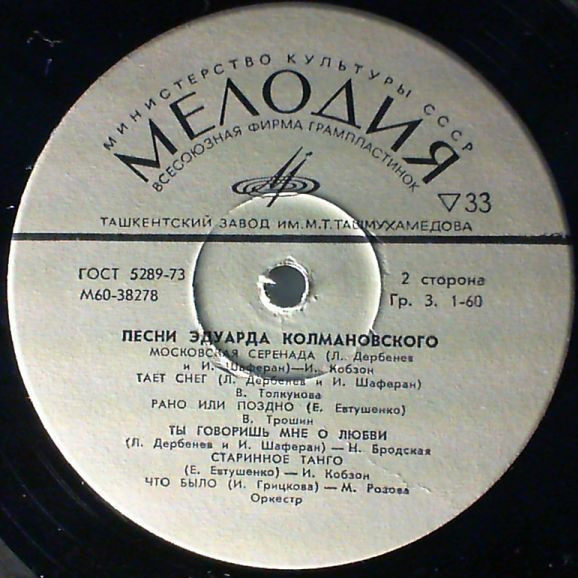 МИНИСТЕРСТВО КУЛЬТУРЫ СССР
МЕЛОДИЯ
ВСЕСОЮЗНАЯ ФИРМА ГРАМПЛАСТИНОК
▽33
ТАШКЕНТСКИЙ ЗАВОД ИМ. М.Т. ТАШМУХАМЕДОВА
ГОСТ 5289-73
М60-38278
2 сторона
Гр. 3. 1-60
ПЕСНИ ЭДУАРДА КОЛМАНОВСКОГО
МОСКОВСКАЯ СЕРЕНАДА (Л. Дербенев
и И. Шаферан)—И. Кобзон
ТАЕТ СНЕГ (Л. Дербенев и И. Шаферан)
В. Толкунова
РАНО ИЛИ ПОЗДНО (Е. Евтушенко)
В. Трошин
ТЫ ГОВОРИШЬ МНЕ О ЛЮБВИ
(Л. Дербенев и И. Шаферан) — Н. Бродская
СТАРИННОЕ ТАНГО
(Е. Евтушенко) — И. Кобзон
ЧТО БЫЛО (И. Грицкова) — М. Розова
Оркестр